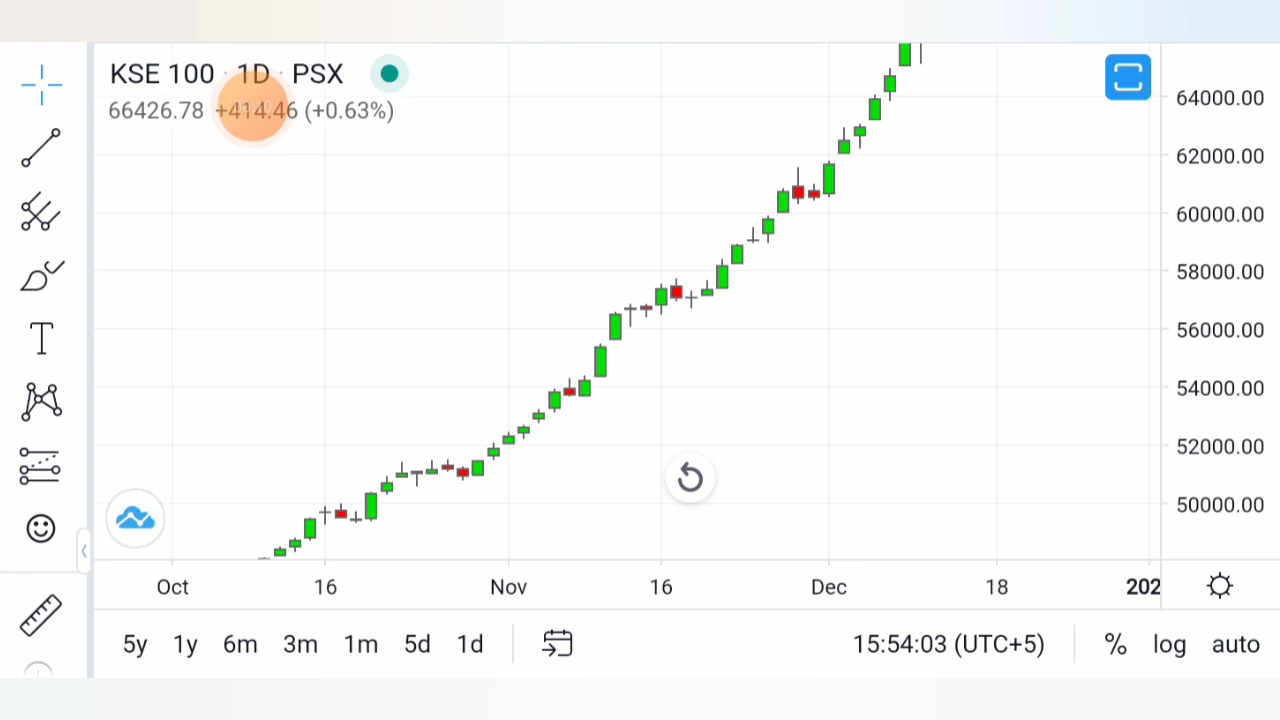 KSE 100 · 1D · PSX
66426.78 +414.46 (+0.63%)
64000.00
62000.00
60000.00
58000.00
56000.00
54000.00
52000.00
50000.00
T
Oct 16 Nov 16 Dec 18 202
5y 1y 6m 3m 1m 5d 1d 15:54:03 (UTC+5) % log auto